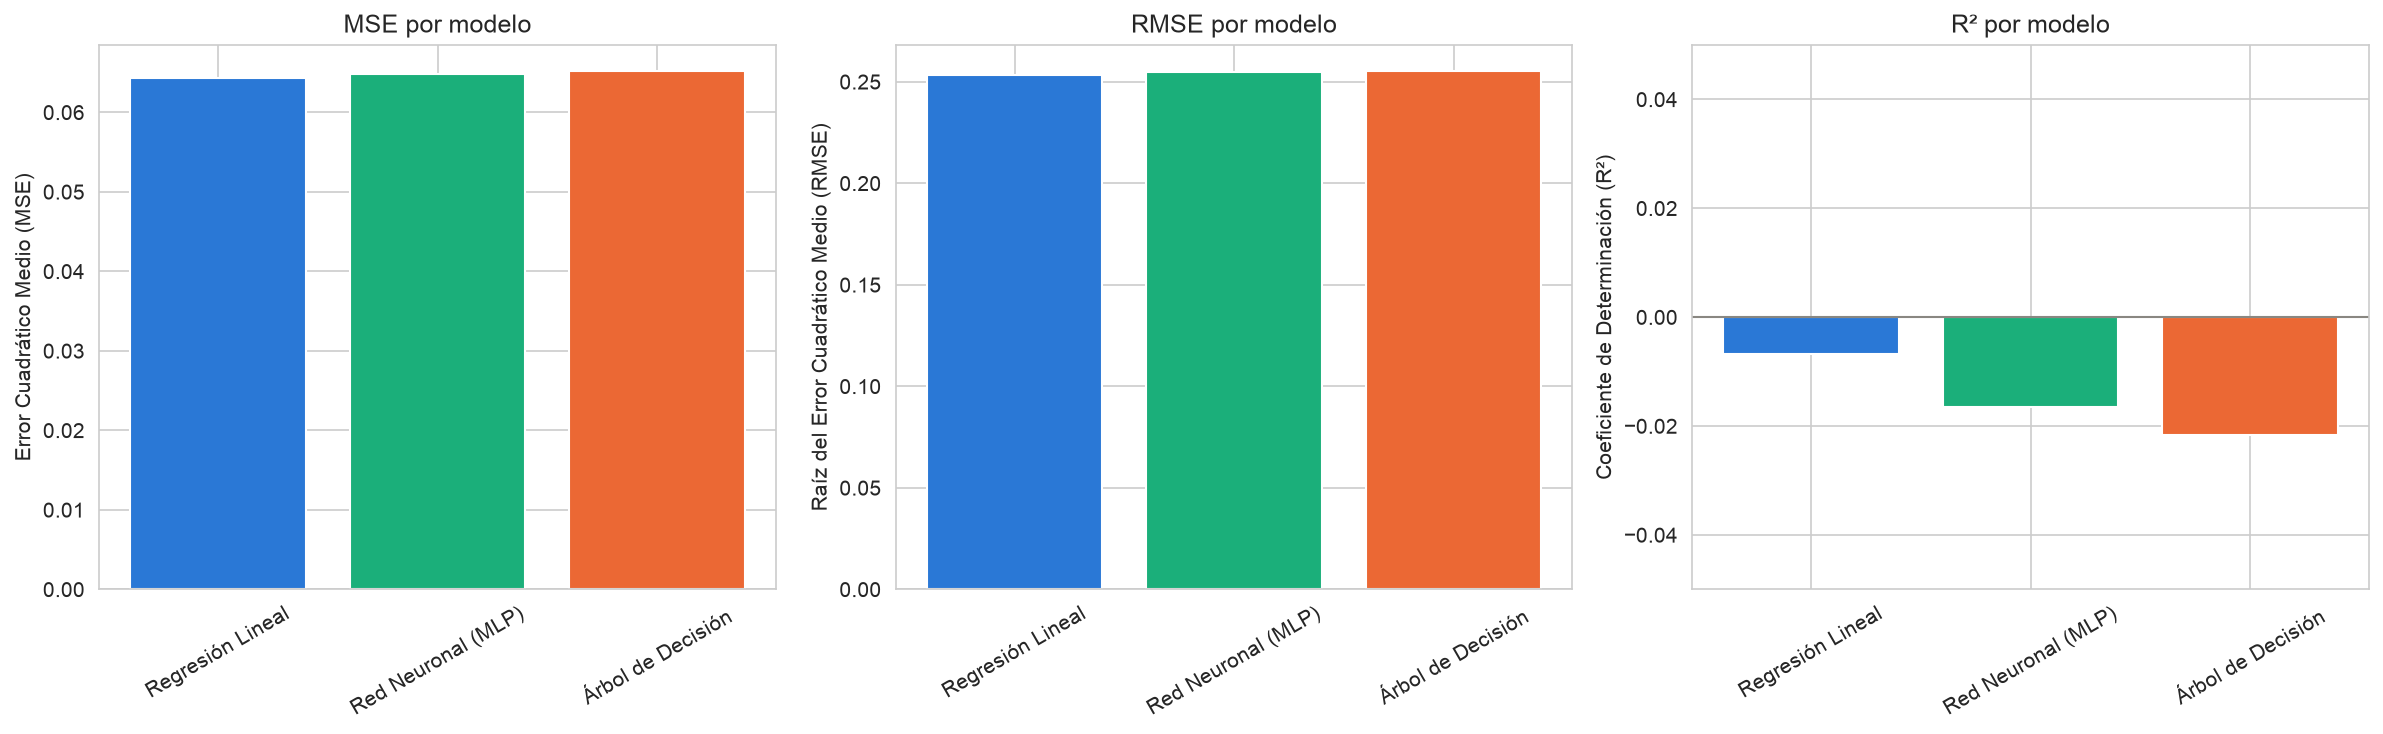 MSE por modelo
Error Cuadrático Medio (MSE)
0.06
0.05
0.04
0.03
0.02
0.01
0.00
Regresión Lineal
Red Neuronal (MLP)
Árbol de Decisión
RMSE por modelo
Raíz del Error Cuadrático Medio (RMSE)
0.25
0.20
0.15
0.10
0.05
0.00
Regresión Lineal
Red Neuronal (MLP)
Árbol de Decisión
R² por modelo
Coeficiente de Determinación (R²)
0.04
0.02
0.00
−0.02
−0.04
Regresión Lineal
Red Neuronal (MLP)
Árbol de Decisión